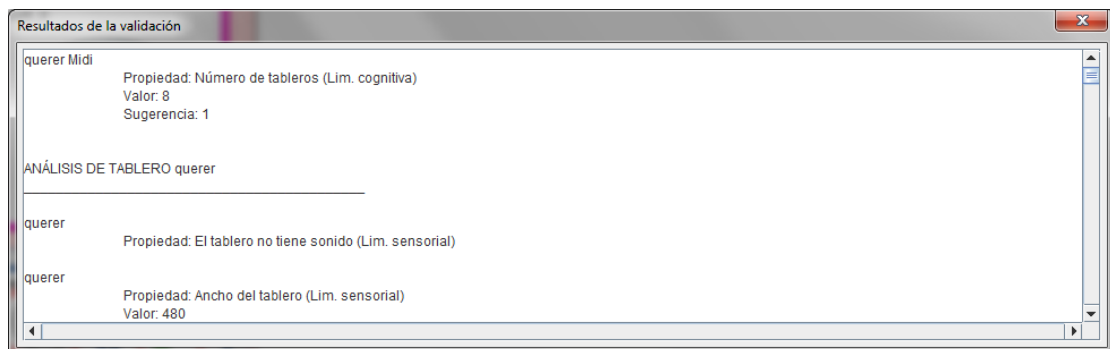 Resultados de la validación
querer Midi
Propiedad: Número de tableros (Lim. cognitiva)
Valor: 8
Sugerencia: 1
ANÁLISIS DE TABLERO querer
querer
Propiedad: El tablero no tiene sonido (Lim. sensorial)
querer
Propiedad: Ancho del tablero (Lim. sensorial)
Valor: 480